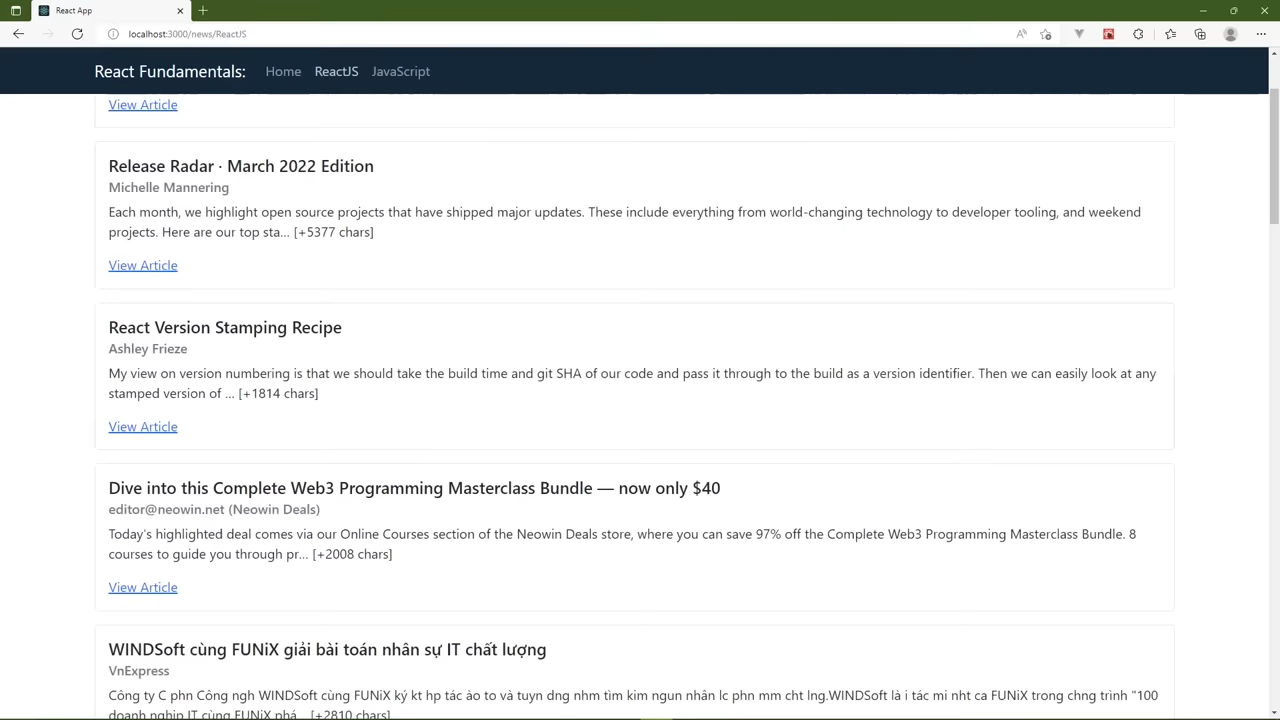 React App
localhost:3000/news/ReactJS
React Fundamentals: Home ReactJS JavaScript
View Article
Release Radar · March 2022 Edition
Michelle Mannering
Each month, we highlight open source projects that have shipped major updates. These include everything from world-changing technology to developer tooling, and weekend
projects. Here are our top sta... [+5377 chars]
View Article
React Version Stamping Recipe
Ashley Frieze
My view on version numbering is that we should take the build time and git SHA of our code and pass it through to the build as a version identifier. Then we can easily look at any
stamped version of ... [+1814 chars]
View Article
Dive into this Complete Web3 Programming Masterclass Bundle — now only $40
editor@neowin.net (Neowin Deals)
Today's highlighted deal comes via our Online Courses section of the Neowin Deals store, where you can save 97% off the Complete Web3 Programming Masterclass Bundle. 8
courses to guide you through pr... [+2008 chars]
View Article
WINDSoft cùng FUNiX giải bài toán nhân sự IT chất lượng
VnExpress
Công ty C phn Công ngh WINDSoft cùng FUNiX ký kt hp tác ào to và tuyn dng nhm tìm kim ngun nhân lc phn mm cht lng.WINDSoft là i tác mi nht ca FUNiX trong chng trình "100
doanh nghip IT cùng FUNiX phá... [+2810 chars]